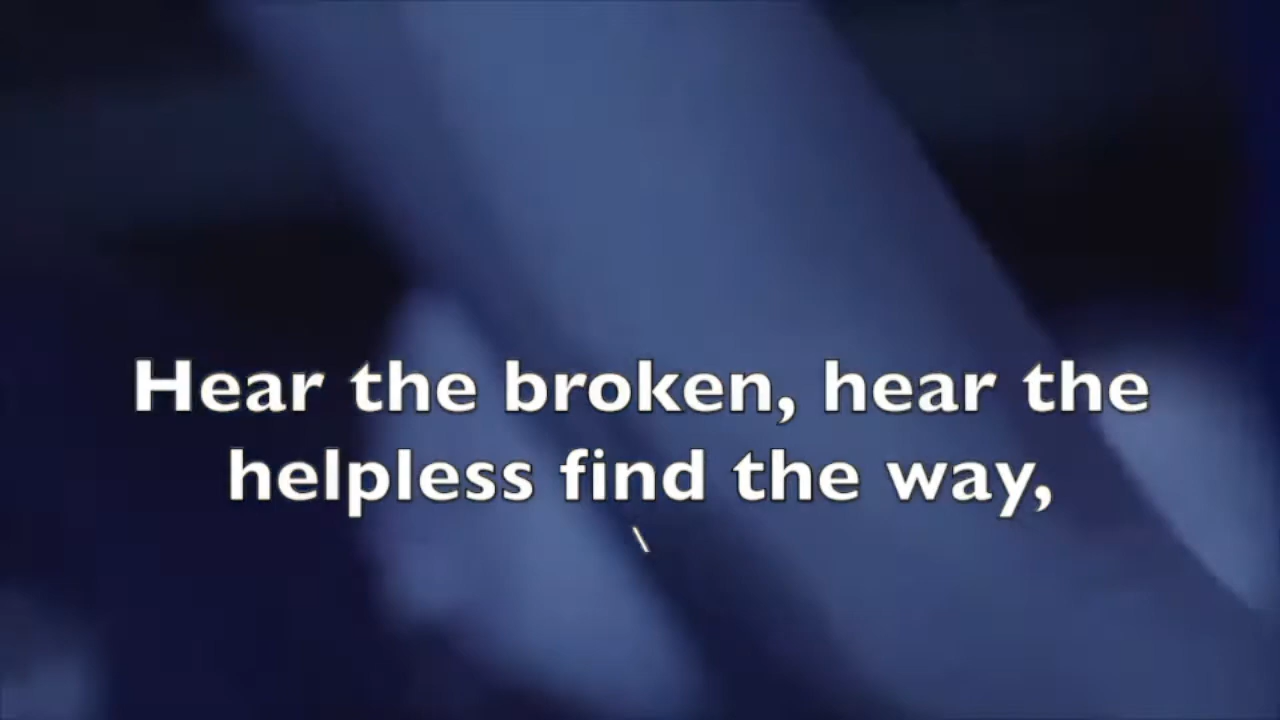 Hear the broken, hear the
helpless find the way,
\